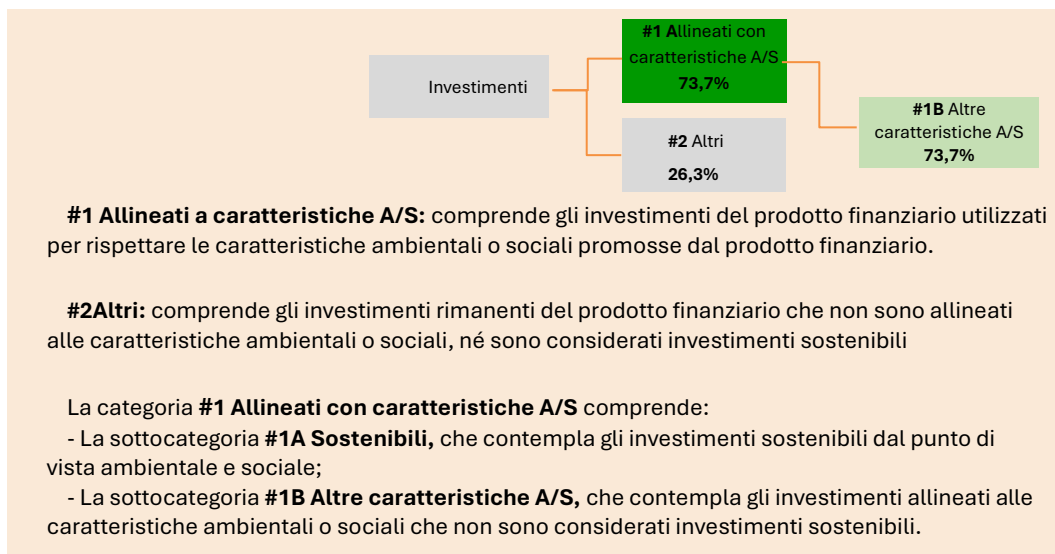 #1 Allineati con
caratteristiche A/S
73,7%
Investimenti
#1B Altre
caratteristiche A/S
73,7%
#2 Altri
26,3%
#1 Allineati a caratteristiche A/S: comprende gli investimenti del prodotto finanziario utilizzati
per rispettare le caratteristiche ambientali o sociali promosse dal prodotto finanziario.
#2Altri: comprende gli investimenti rimanenti del prodotto finanziario che non sono allineati
alle caratteristiche ambientali o sociali, né sono considerati investimenti sostenibili
La categoria #1 Allineati con caratteristiche A/S comprende:
- La sottocategoria #1A Sostenibili, che contempla gli investimenti sostenibili dal punto di
vista ambientale e sociale;
- La sottocategoria #1B Altre caratteristiche A/S, che contempla gli investimenti allineati alle
caratteristiche ambientali o sociali che non sono considerati investimenti sostenibili.